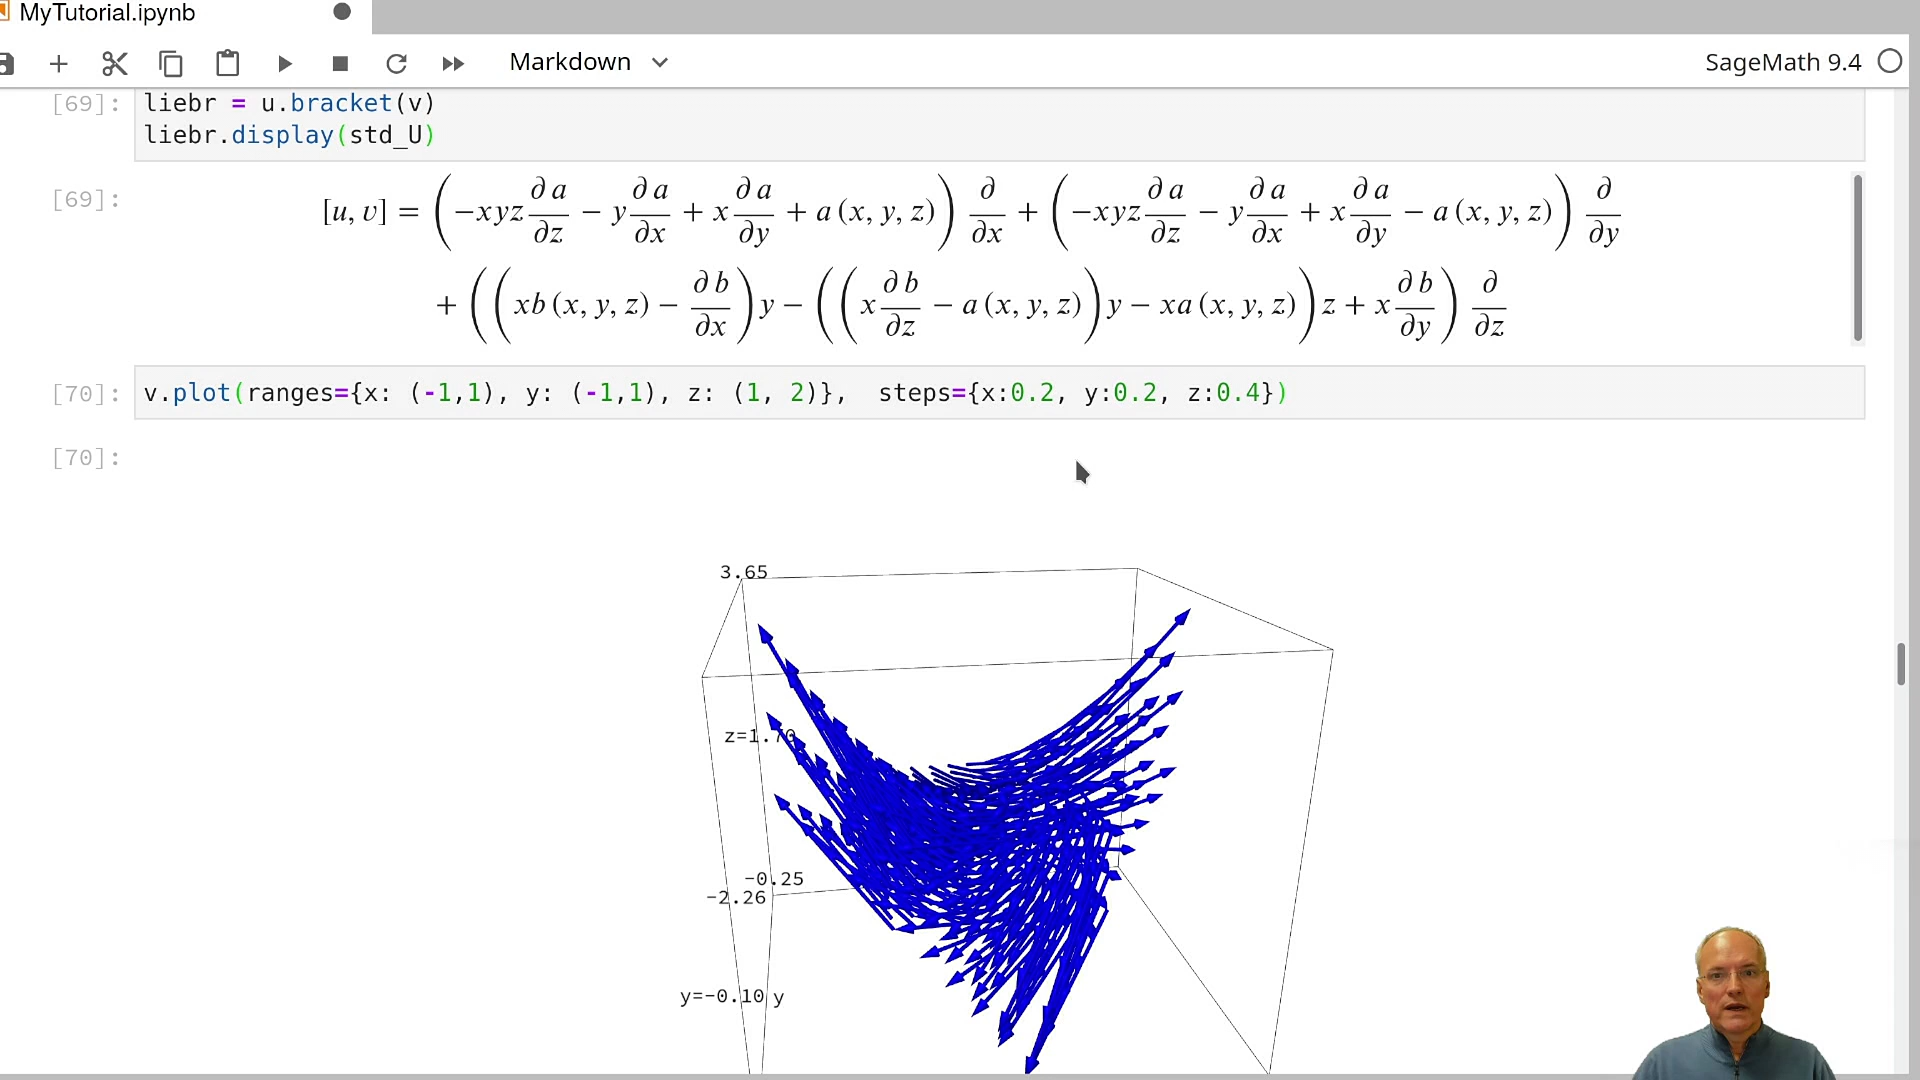 MyTutorial.ipynb
Markdown
SageMath 9.4
[69]: liebr = u.bracket(v)
liebr.display(std_U)
[69]: [u, v] = (−xyz ∂a/∂z − y ∂a/∂x + x ∂a/∂y + a (x, y, z)) ∂/∂x + (−xyz ∂a/∂z − y ∂a/∂x + x ∂a/∂y − a (x, y, z)) ∂/∂y
+ ((xb (x, y, z) − ∂b/∂x) y − ((x ∂b/∂z − a (x, y, z)) y − xa (x, y, z)) z + x ∂b/∂y) ∂/∂z
[70]: v.plot(ranges={x: (-1,1), y: (-1,1), z: (1, 2)},  steps={x:0.2, y:0.2, z:0.4})
[70]:
3.65
z=1.70
−0.25
−2.26
y=−0.10 y